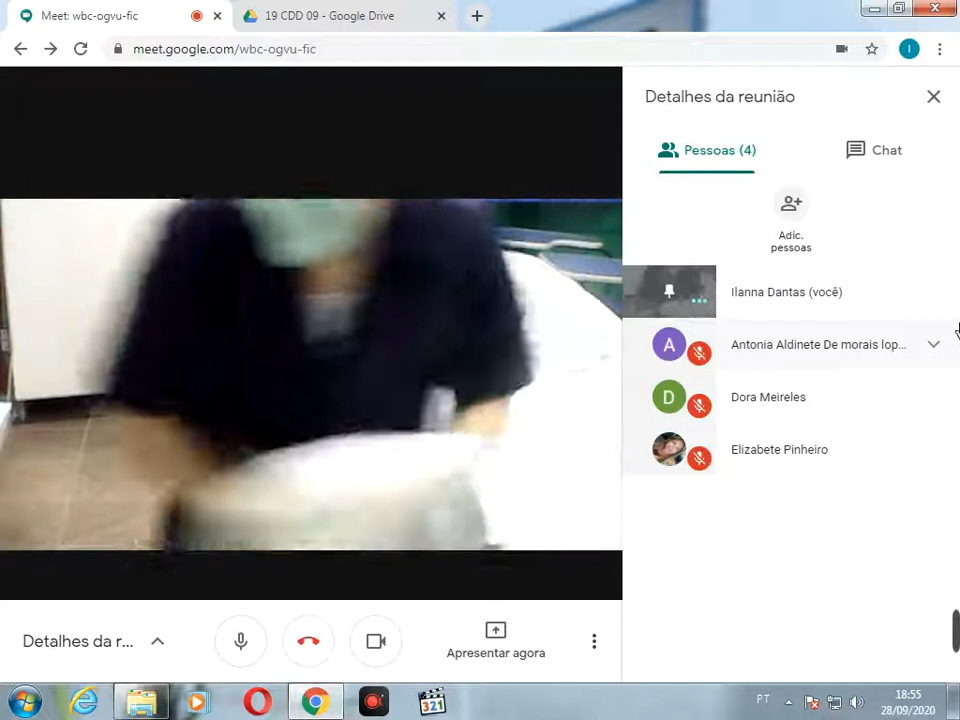 Meet: wbc-ogvu-fic
19 CDD 09 - Google Drive
meet.google.com/wbc-ogvu-fic
I
Detalhes da reunião
Pessoas (4)
Chat
Adic.
pessoas
Ilanna Dantas (você)
A
Antonia Aldinete De morais lop...
D
Dora Meireles
Elizabete Pinheiro
Detalhes da r...
Apresentar agora
321
PT
18:55
28/09/2020